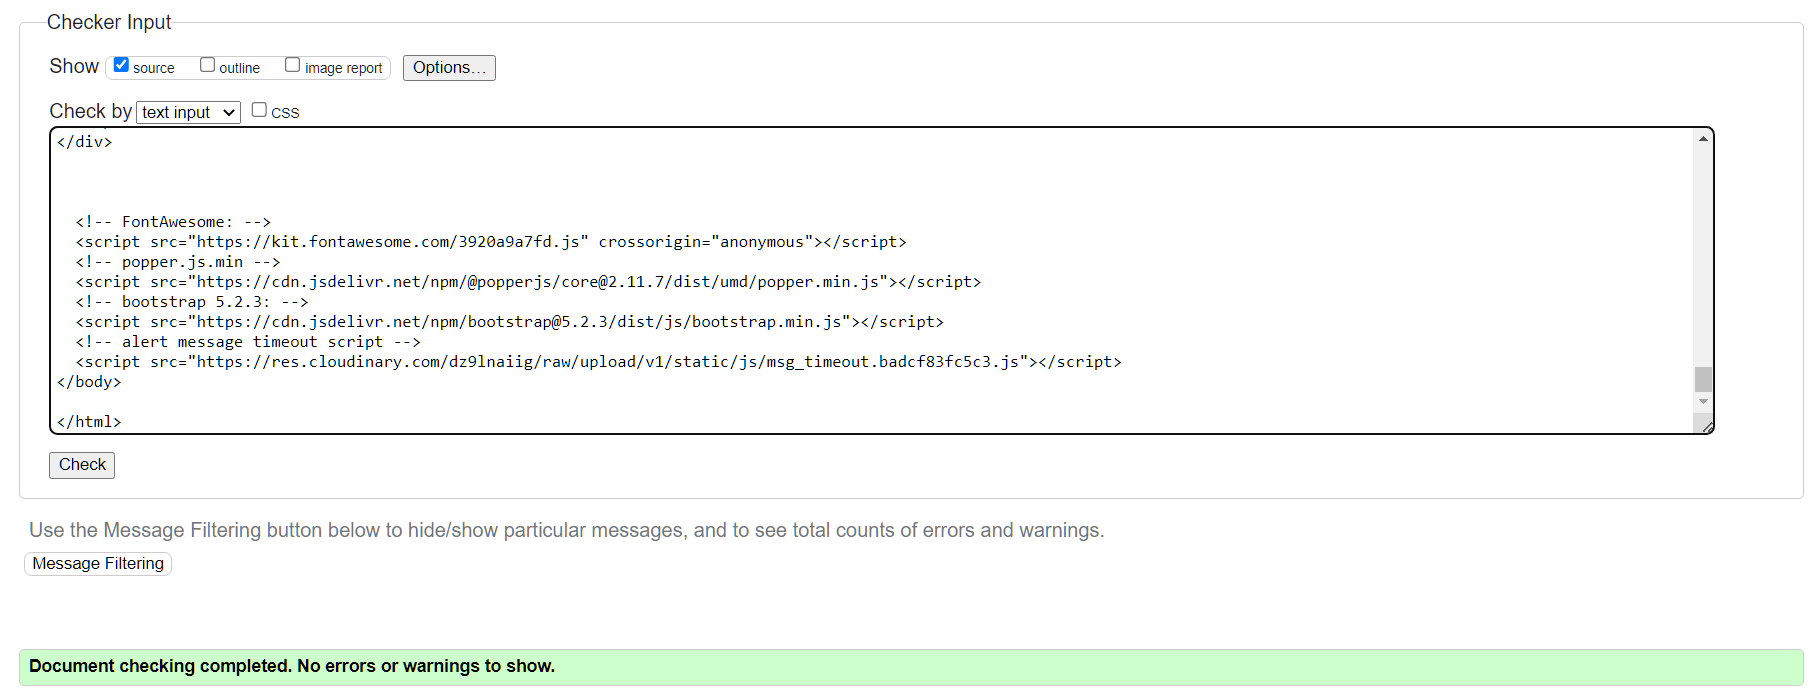 Checker Input
Show source outline image report Options...
Check by text input CSS
</div>
<!-- FontAwesome: -->
<script src="https://kit.fontawesome.com/3920a9a7fd.js" crossorigin="anonymous"></script>
<!-- popper.js.min -->
<script src="https://cdn.jsdelivr.net/npm/@popperjs/core@2.11.7/dist/umd/popper.min.js"></script>
<!-- bootstrap 5.2.3: -->
<script src="https://cdn.jsdelivr.net/npm/bootstrap@5.2.3/dist/js/bootstrap.min.js"></script>
<!-- alert message timeout script -->
<script src="https://res.cloudinary.com/dz9lnaiig/raw/upload/v1/static/js/msg_timeout.badcf83fc5c3.js"></script>
</body>
</html>
Check
Use the Message Filtering button below to hide/show particular messages, and to see total counts of errors and warnings.
Message Filtering
Document checking completed. No errors or warnings to show.